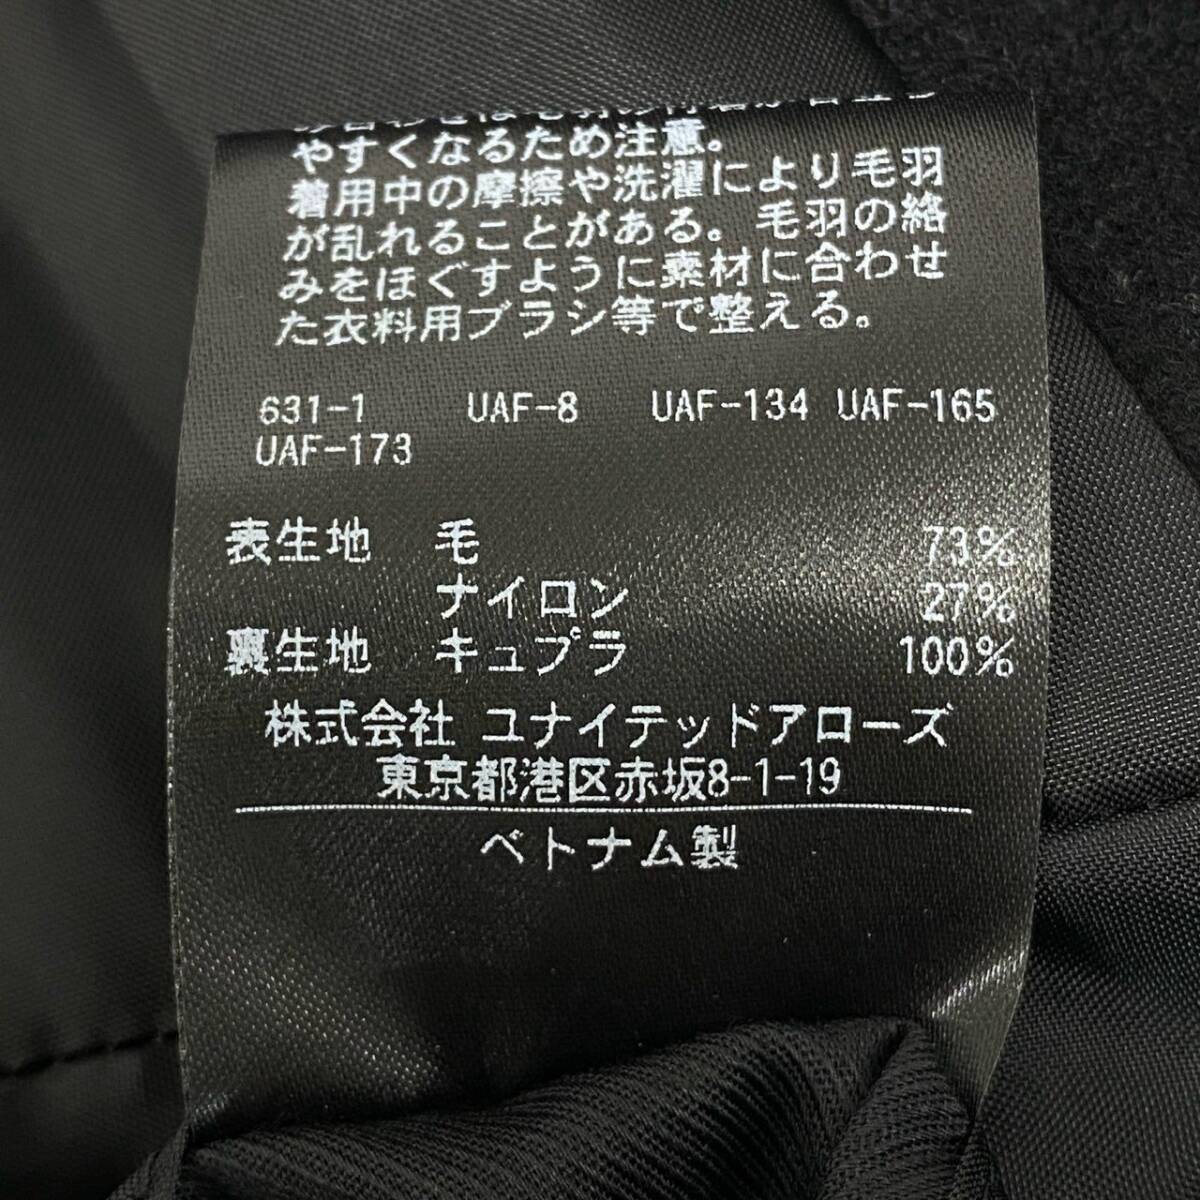 やすくなるため注意。
着用中の摩擦や洗濯により毛羽
が乱れることがある。毛羽の絡
みをほぐすように素材に合わせ
た衣料用ブラシ等で整える。
631-1 UAF-8 UAF-134 UAF-165
UAF-173
表生地 毛 73%
ナイロン 27%
裏生地 キュプラ 100%
株式会社 ユナイテッドアローズ
東京都港区赤坂8-1-19
ベトナム製